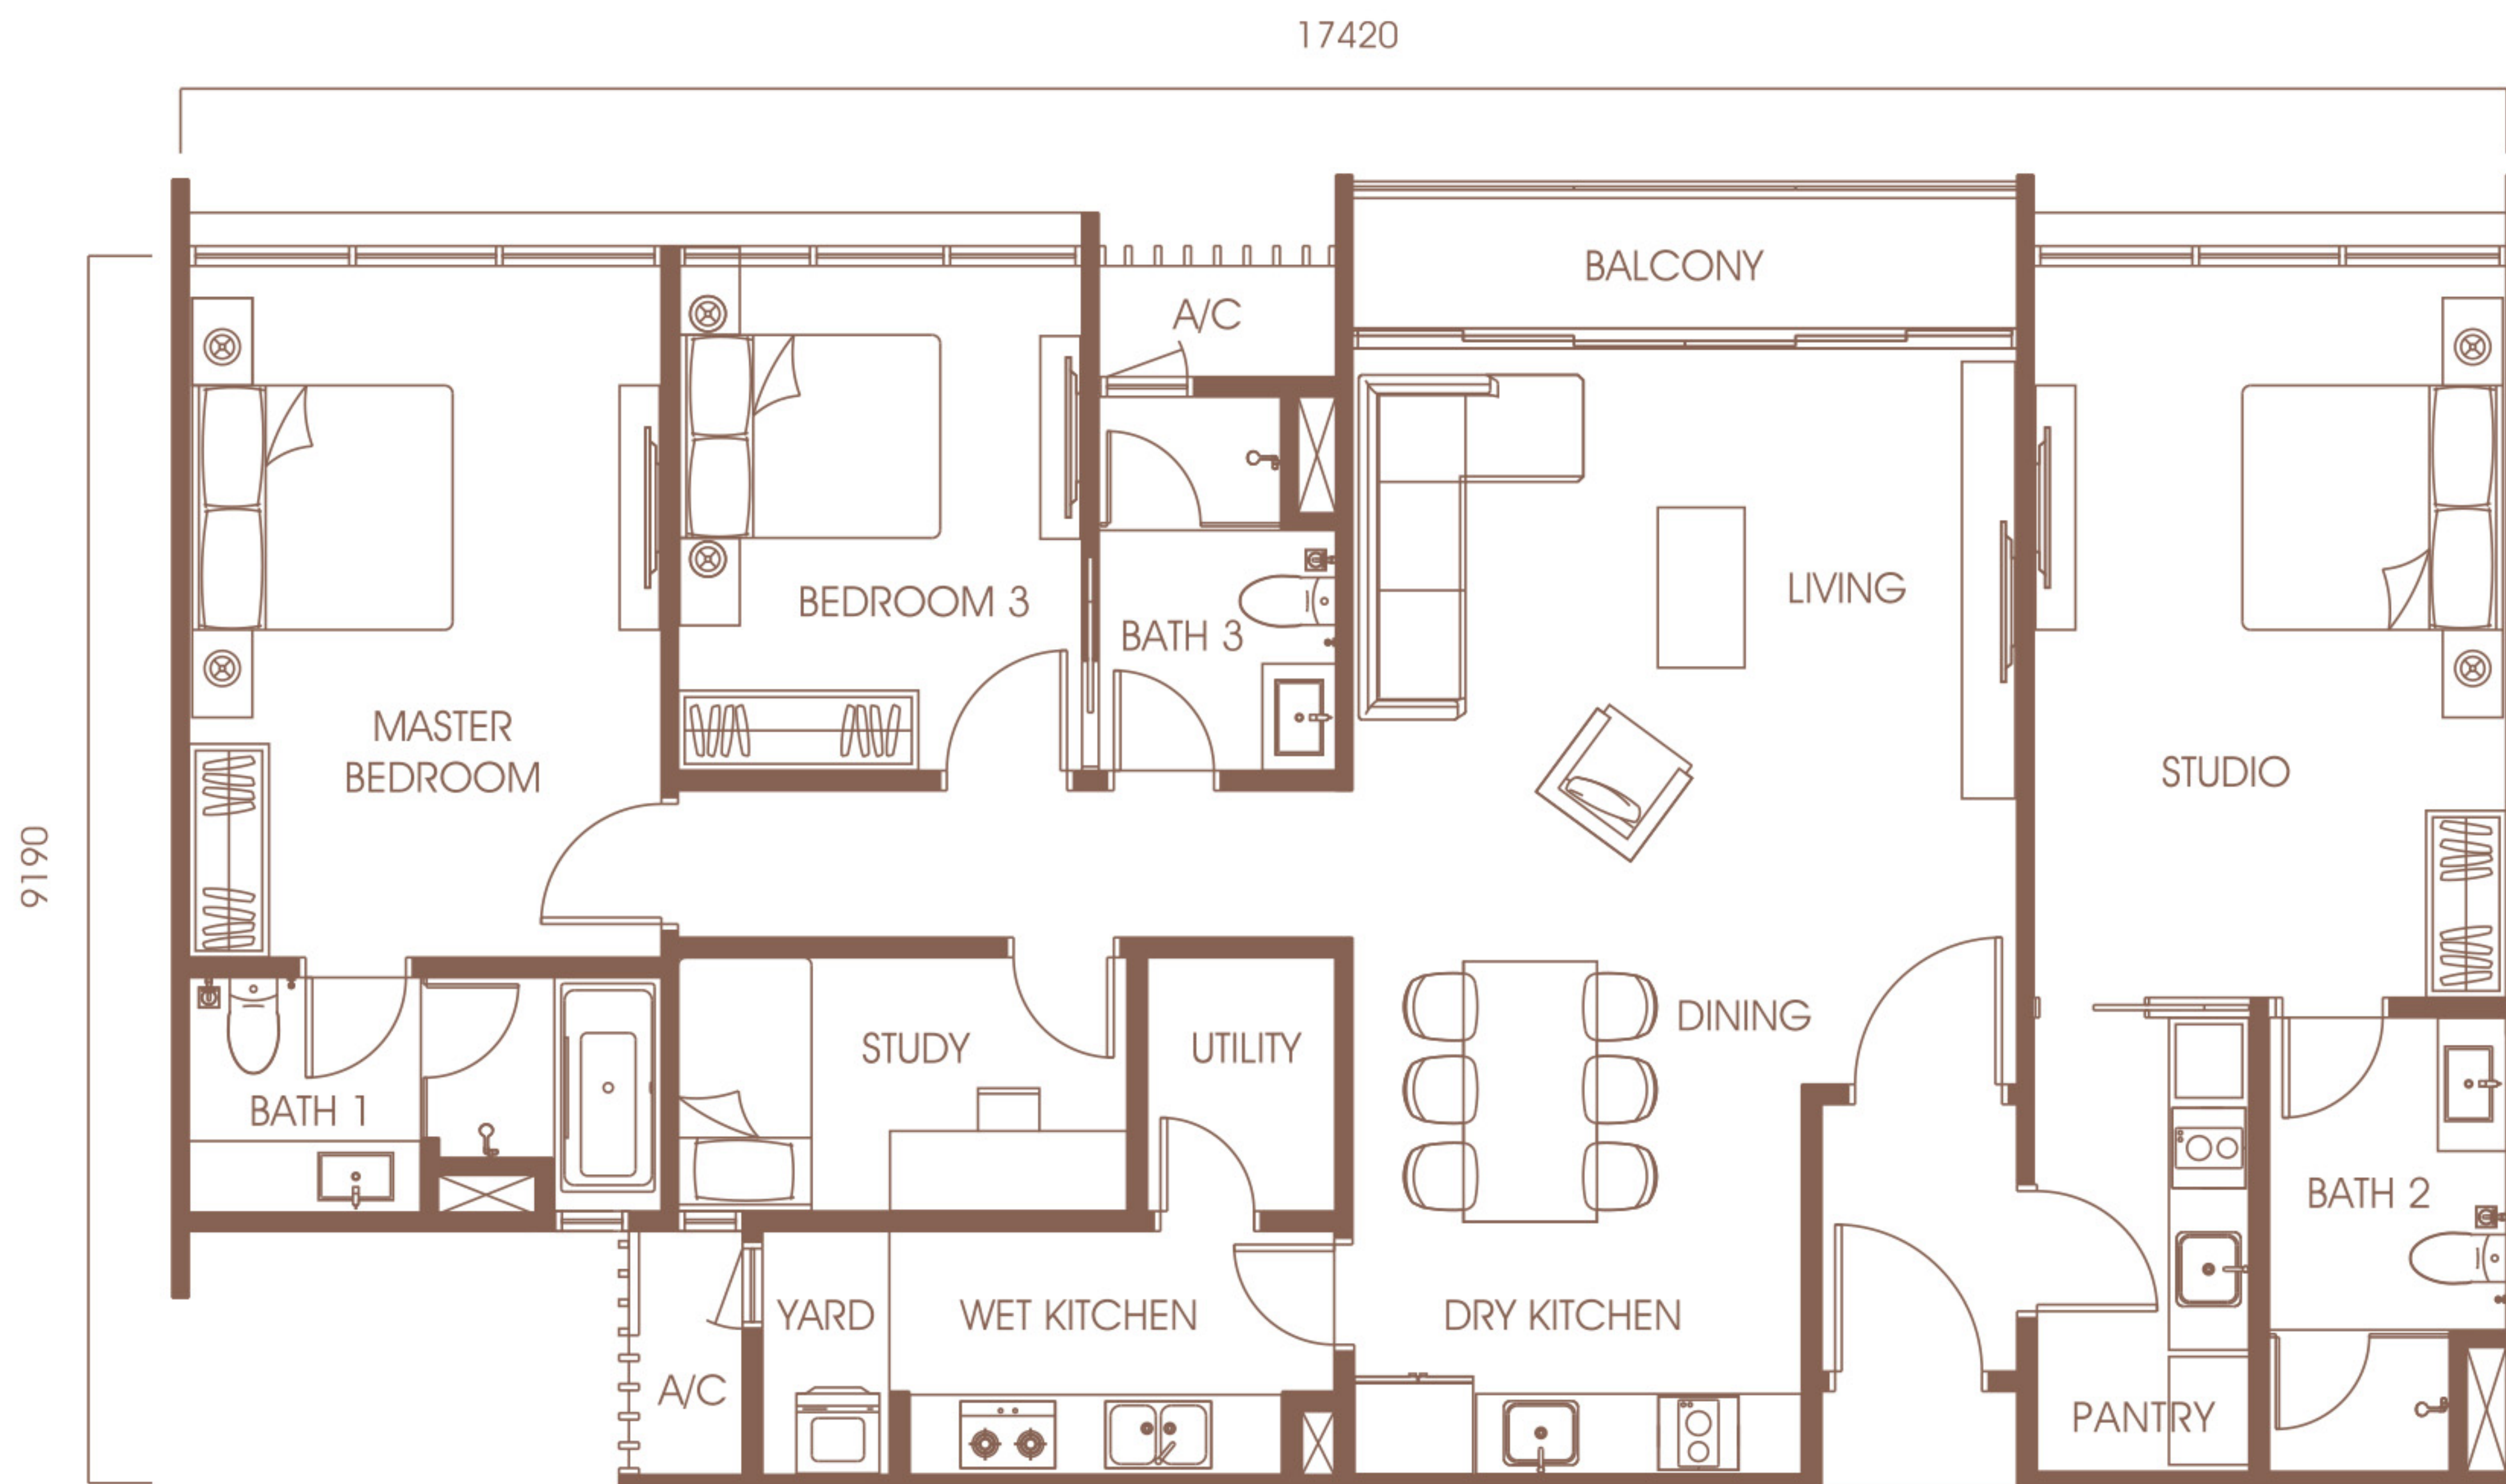 17420
BALCONY
A/C
BEDROOM 3
LIVING
BATH 3
MASTER
BEDROOM
STUDIO
9190
DINING
STUDY
UTILITY
BATH 1
BATH 2
YARD
WET KITCHEN
DRY KITCHEN
A/C
PANTRY